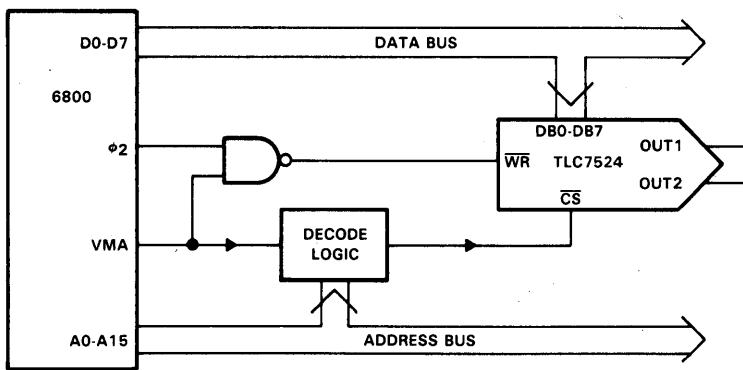 D0-D7
DATA BUS
6800
DB0-DB7
ϕ2
OUT1
WR TLC7524
OUT2
CS
DECODE
LOGIC
VMA
A0-A15
ADDRESS BUS